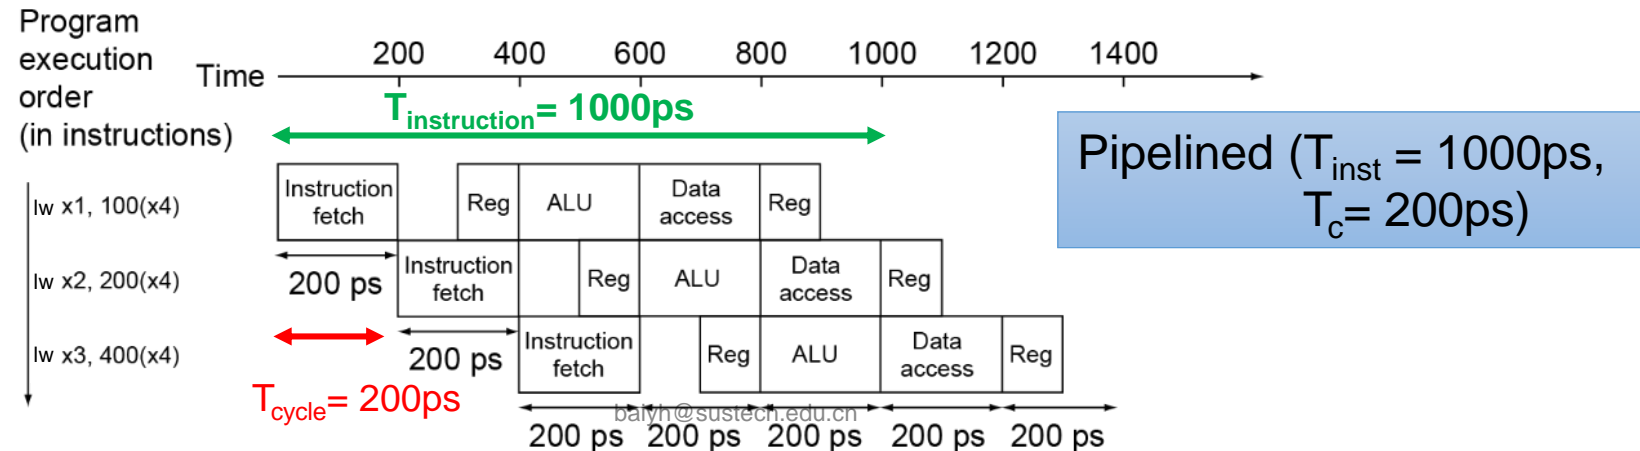 Program
execution
order
(in instructions)
Time
200 400 600 800 1000 1200 1400
Tinstruction= 1000ps
Pipelined (Tinst = 1000ps,
Tc= 200ps)
lw x1, 100(x4)
Instruction
fetch
Reg
ALU
Data
access
Reg
200 ps
lw x2, 200(x4)
Instruction
fetch
Reg
ALU
Data
access
Reg
200 ps
lw x3, 400(x4)
Instruction
fetch
Reg
ALU
Data
access
Reg
Tcycle= 200ps
baiyh@sustech.edu.cn
200 ps 200 ps 200 ps 200 ps 200 ps